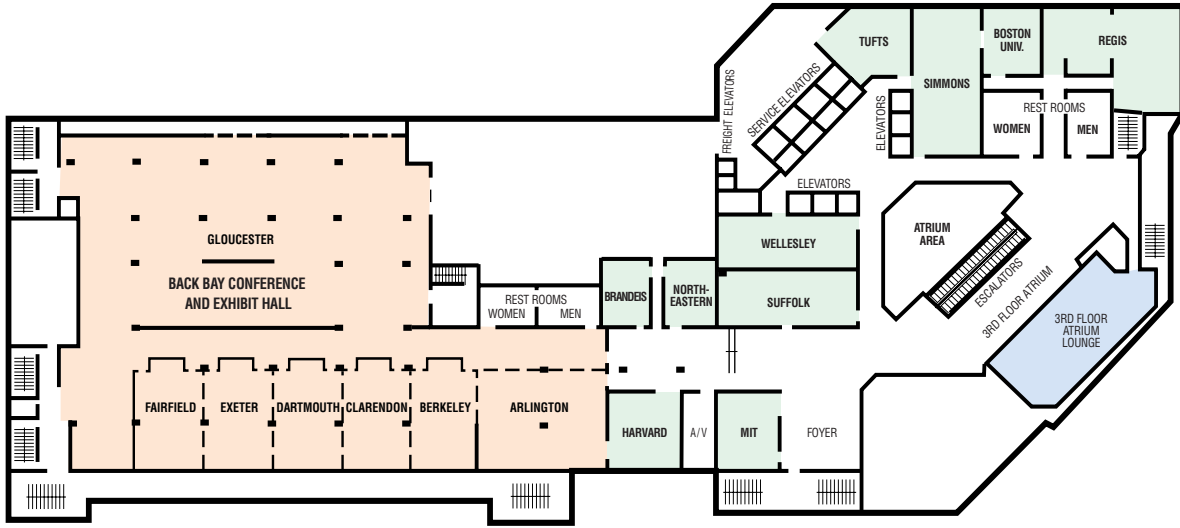 TUFTS
SIMMONS
BOSTON
UNIV.
REGIS
FREIGHT ELEVATORS
SERVICE ELEVATORS
ELEVATORS
REST ROOMS
WOMEN
MEN
ELEVATORS
ATRIUM
AREA
ESCALATORS
3RD FLOOR ATRIUM
3RD FLOOR
ATRIUM
LOUNGE
WELLESLEY
SUFFOLK
GLOUCESTER
BACK BAY CONFERENCE
AND EXHIBIT HALL
REST ROOMS
WOMEN
MEN
BRANDEIS
NORTH-
EASTERN
FAIRFIELD
EXETER
DARTMOUTH
CLARENDON
BERKELEY
ARLINGTON
HARVARD
A/V
MIT
FOYER